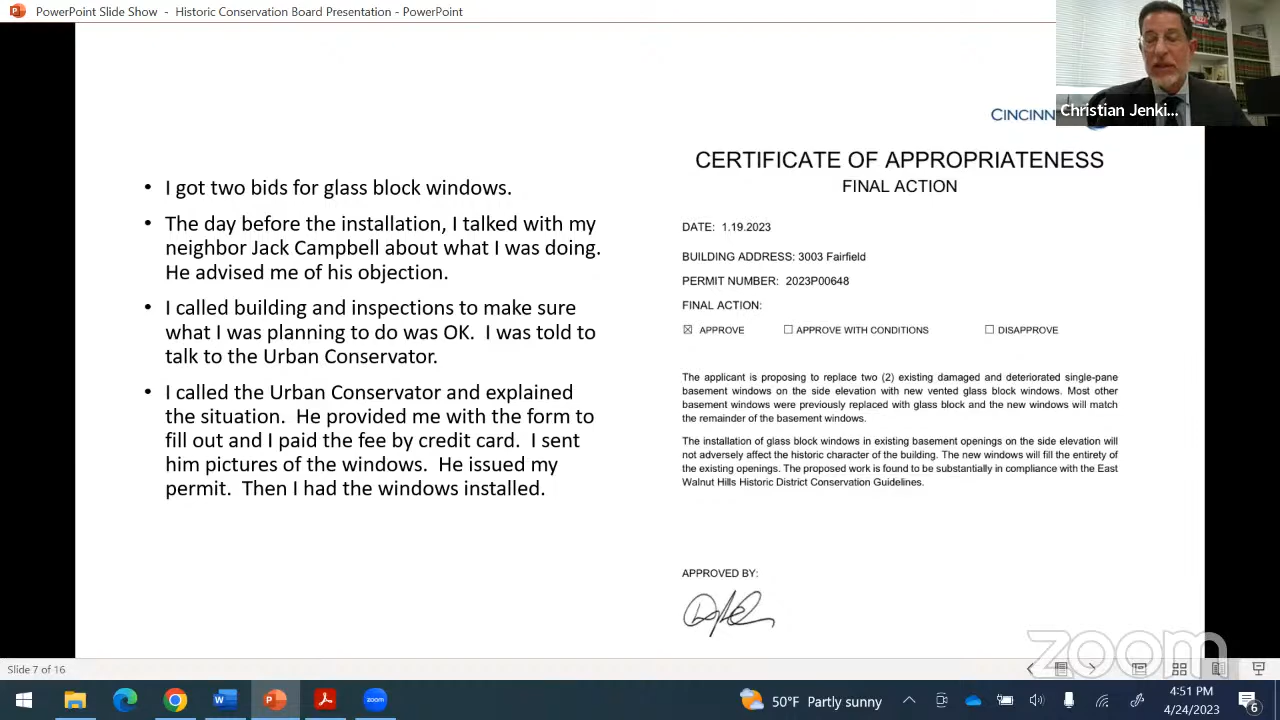 PowerPoint Slide Show - Historic Conservation Board Presentation - PowerPoint
Christian Jenki...
CINCINN
CERTIFICATE OF APPROPRIATENESS
FINAL ACTION
• I got two bids for glass block windows.
• The day before the installation, I talked with my
neighbor Jack Campbell about what I was doing.
He advised me of his objection.
• I called building and inspections to make sure
what I was planning to do was OK. I was told to
talk to the Urban Conservator.
• I called the Urban Conservator and explained
the situation. He provided me with the form to
fill out and I paid the fee by credit card. I sent
him pictures of the windows. He issued my
permit. Then I had the windows installed.
DATE: 1.19.2023
BUILDING ADDRESS: 3003 Fairfield
PERMIT NUMBER: 2023P00648
FINAL ACTION:
☒ APPROVE ☐ APPROVE WITH CONDITIONS ☐ DISAPPROVE
The applicant is proposing to replace two (2) existing damaged and deteriorated single-pane
basement windows on the side elevation with new vented glass block windows. Most other
basement windows were previously replaced with glass block and the new windows will match
the remainder of the basement windows.
The installation of glass block windows in existing basement openings on the side elevation will
not adversely affect the historic character of the building. The new windows will fill the entirety of
the existing openings. The proposed work is found to be substantially in compliance with the East
Walnut Hills Historic District Conservation Guidelines.
APPROVED BY:
zoom
Slide 7 of 16
zoom
50°F Partly sunny
4:51 PM
4/24/2023
6